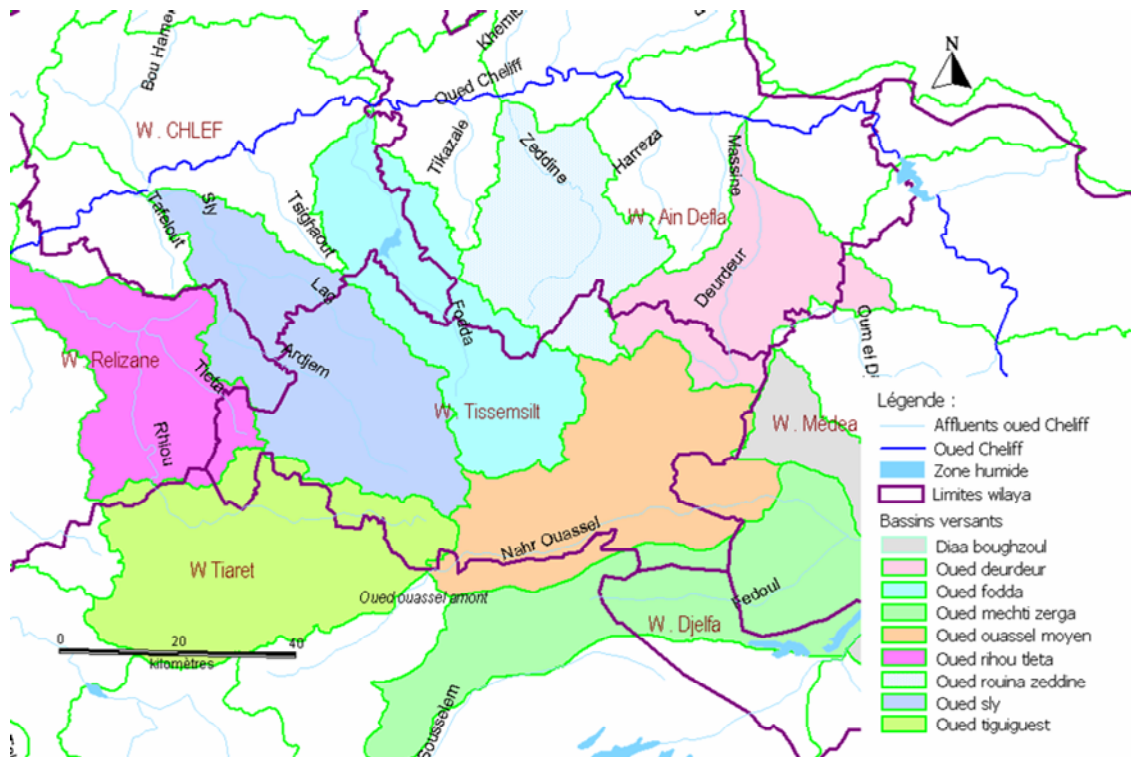 Bou Hame
Khemis
Oued Cheliff
N
W . CHLEF
Tikazale
Zeddine
Harreza
Massine
W Ain Defla
Tafelout
Sly
Tsighaout
Lag
Ardjem
Fodda
Deurdeur
Oum et Dj
W . Relizane
Tleta
Rhiou
W . Tissemsilt
W . Médea
Nahr Ouassel
W Tiaret
Oued ouassel amont
Fedoul
W . Djelfa
Sousselem
0 20 40
kilomètres
Légende :
Affluents oued Cheliff
Oued Cheliff
Zone humide
Limites wilaya
Bassins versants
Diaa boughzoul
Oued deurdeur
Oued fodda
Oued mechti zerga
Oued ouassel moyen
Oued rihou tleta
Oued rouina zeddine
Oued sly
Oued tiguiguest